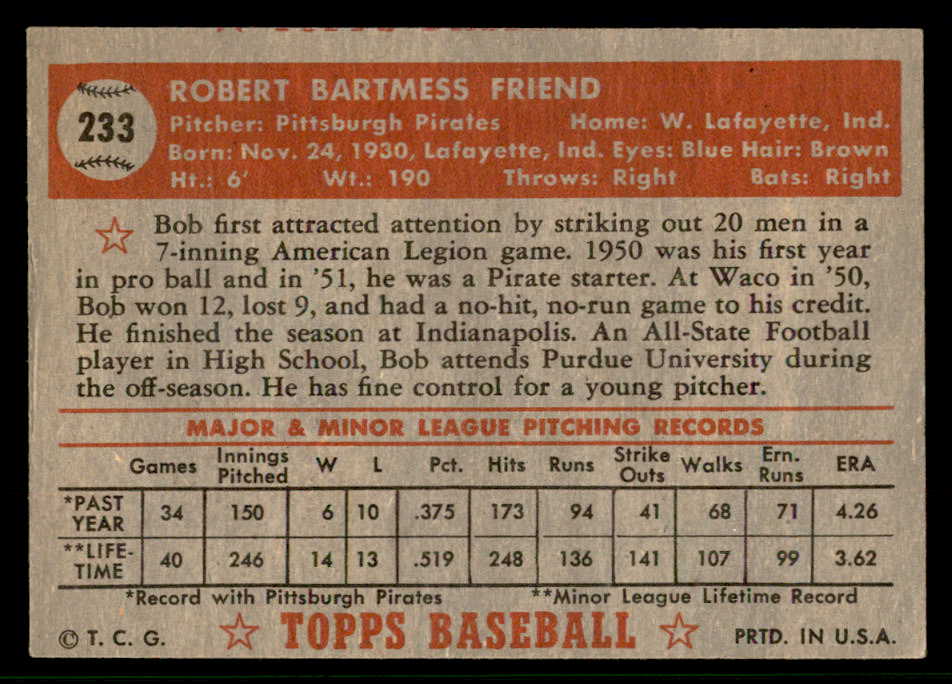 ROBERT BARTMESS FRIEND
233
Pitcher: Pittsburgh Pirates Home: W. Lafayette, Ind.
Born: Nov. 24, 1930, Lafayette, Ind. Eyes: Blue Hair: Brown
Ht.: 6' Wt.: 190 Throws: Right Bats: Right
Bob first attracted attention by striking out 20 men in a
7-inning American Legion game. 1950 was his first year
in pro ball and in '51, he was a Pirate starter. At Waco in '50,
Bob won 12, lost 9, and had a no-hit, no-run game to his credit.
He finished the season at Indianapolis. An All-State Football
player in High School, Bob attends Purdue University during
the off-season. He has fine control for a young pitcher.
MAJOR & MINOR LEAGUE PITCHING RECORDS
Games Innings Pitched W L Pct. Hits Runs Strike Outs Walks Ern. Runs ERA
*PAST YEAR 34 150 6 10 .375 173 94 41 68 71 4.26
**LIFE-TIME 40 246 14 13 .519 248 136 141 107 99 3.62
*Record with Pittsburgh Pirates **Minor League Lifetime Record
© T. C. G. TOPPS BASEBALL PRTD. IN U.S.A.